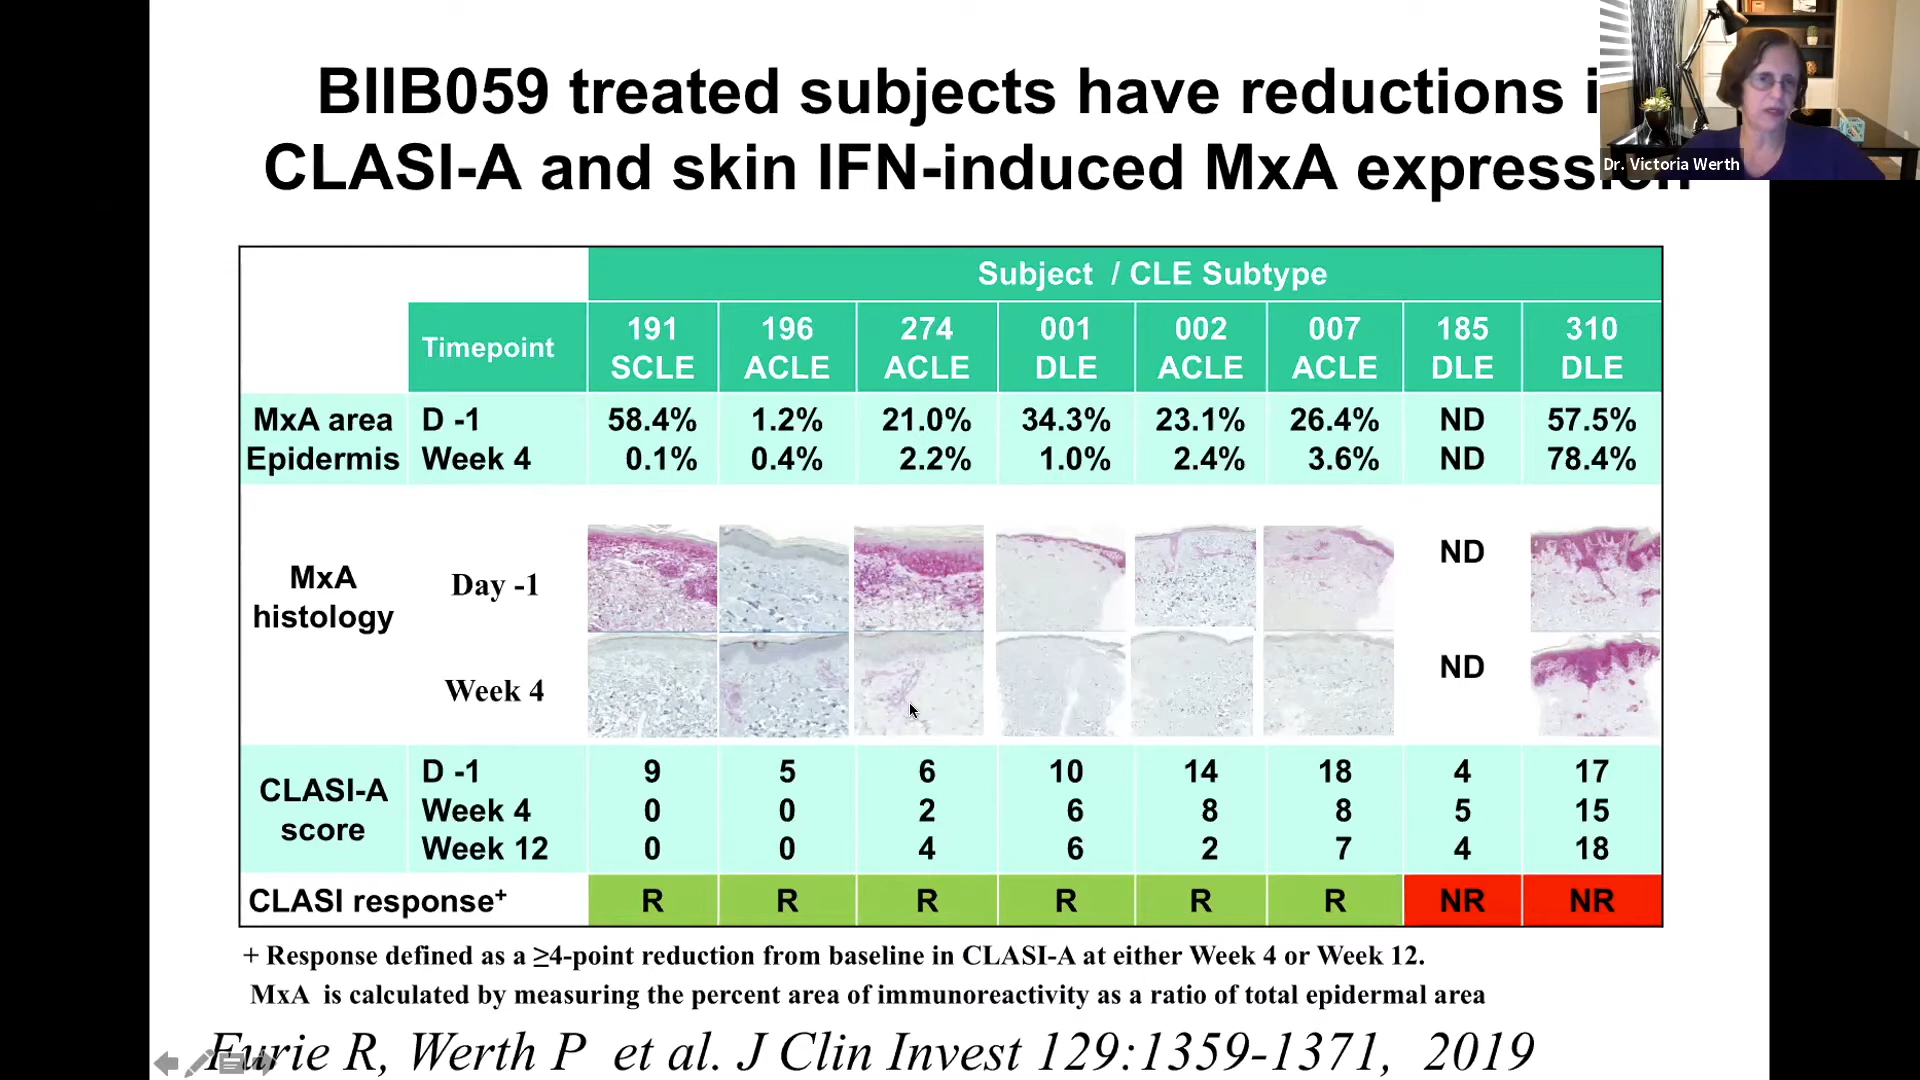 BIIB059 treated subjects have reductions i
CLASI-A and skin IFN-induced MxA expression
Dr. Victoria Werth
Subject / CLE Subtype
Timepoint 191 196 274 001 002 007 185 310
SCLE ACLE ACLE DLE ACLE ACLE DLE DLE
MxA area D -1 58.4% 1.2% 21.0% 34.3% 23.1% 26.4% ND 57.5%
Epidermis Week 4 0.1% 0.4% 2.2% 1.0% 2.4% 3.6% ND 78.4%
MxA histology Day -1 ND
Week 4 ND
CLASI-A score D -1 9 5 6 10 14 18 4 17
Week 4 0 0 2 6 8 8 5 15
Week 12 0 0 4 6 2 7 4 18
CLASI response+ R R R R R R NR NR
+ Response defined as a ≥4-point reduction from baseline in CLASI-A at either Week 4 or Week 12.
MxA is calculated by measuring the percent area of immunoreactivity as a ratio of total epidermal area
Furie R, Werth P et al. J Clin Invest 129:1359-1371, 2019